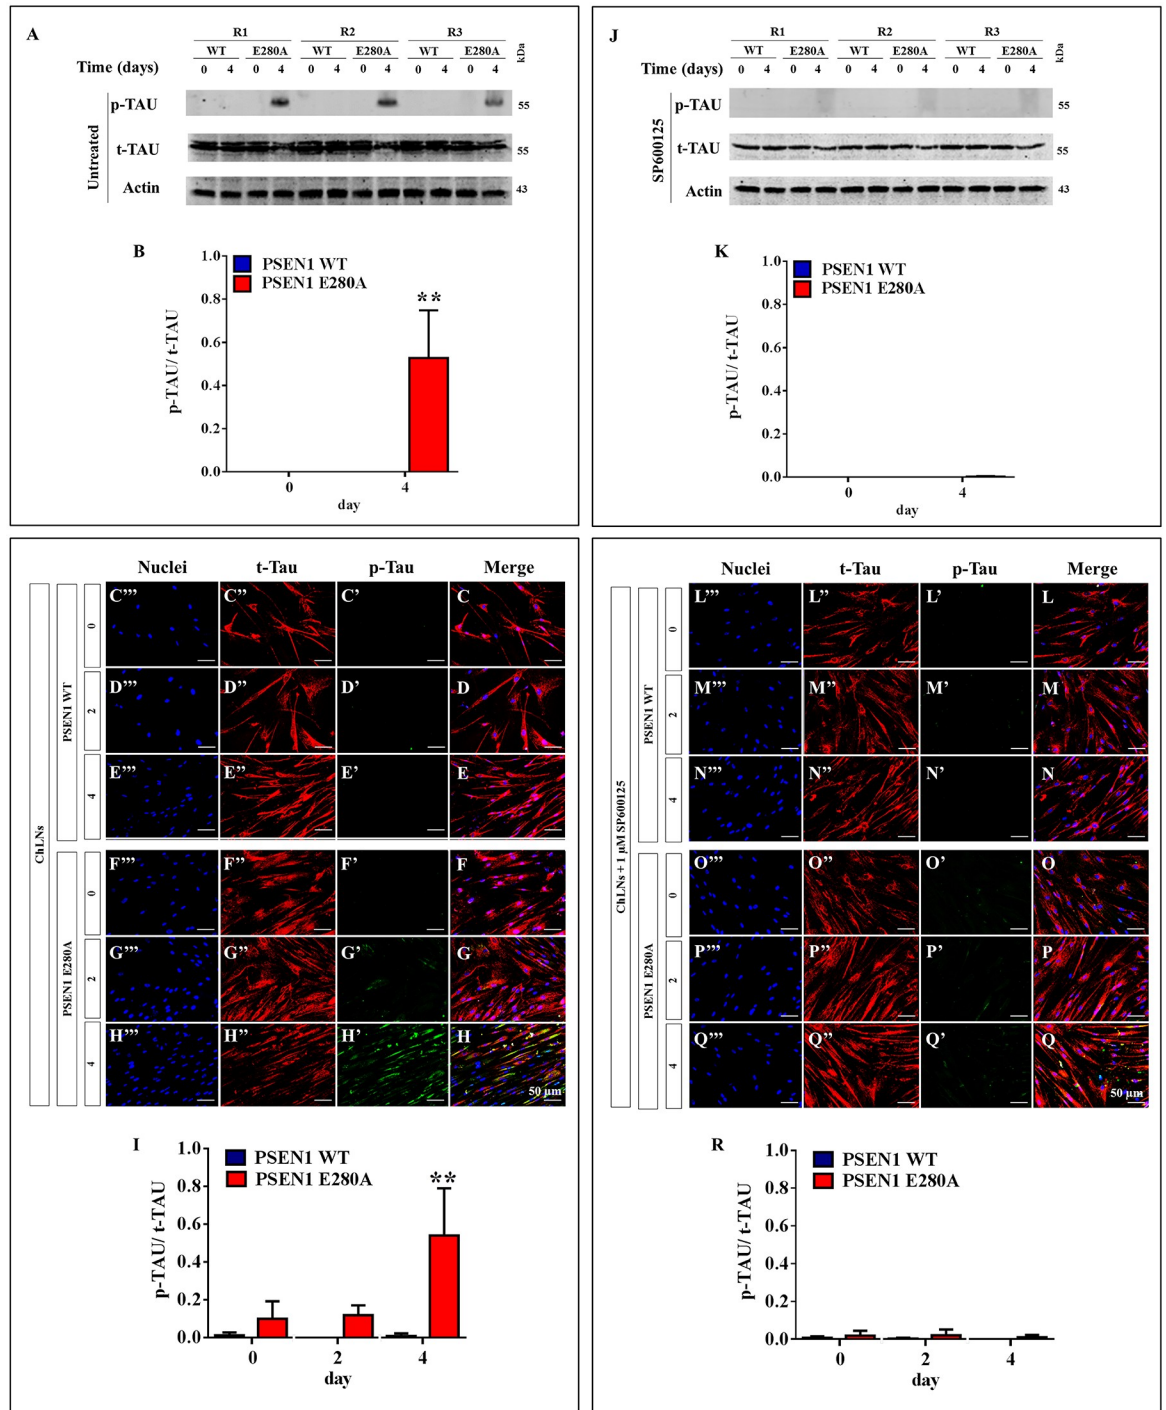 A
R1 R2 R3
WT E280A WT E280A WT E280A
kDa
Time (days) 0 4 0 4 0 4 0 4 0 4 0 4
Untreated
p-TAU 55
t-TAU 55
Actin 43
B
PSEN1 WT
PSEN1 E280A
**
p-TAU/ t-TAU
1.0
0.8
0.6
0.4
0.2
0.0
0 4
day
J
R1 R2 R3
WT E280A WT E280A WT E280A
kDa
Time (days) 0 4 0 4 0 4 0 4 0 4 0 4
SP600125
p-TAU 55
t-TAU 55
Actin 43
K
PSEN1 WT
PSEN1 E280A
p-TAU/ t-TAU
1.0
0.8
0.6
0.4
0.2
0.0
0 4
day
Nuclei t-Tau p-Tau Merge
ChLNs
PSEN1 WT
0 C’’’ C’’ C’ C
2 D’’’ D’’ D’ D
4 E’’’ E’’ E’ E
PSEN1 E280A
0 F’’’ F’’ F’ F
2 G’’’ G’’ G’ G
4 H’’’ H’’ H’ H
50 µm
I
PSEN1 WT
PSEN1 E280A
**
p-TAU/ t-TAU
1.0
0.8
0.6
0.4
0.2
0.0
0 2 4
day
Nuclei t-Tau p-Tau Merge
ChLNs + 1 µM SP600125
PSEN1 WT
0 L’’’ L’’ L’ L
2 M’’’ M’’ M’ M
4 N’’’ N’’ N’ N
PSEN1 E280A
0 O’’’ O’’ O’ O
2 P’’’ P’’ P’ P
4 Q’’’ Q’’ Q’ Q
50 µm
R
PSEN1 WT
PSEN1 E280A
p-TAU/ t-TAU
1.0
0.8
0.6
0.4
0.2
0.0
0 2 4
day